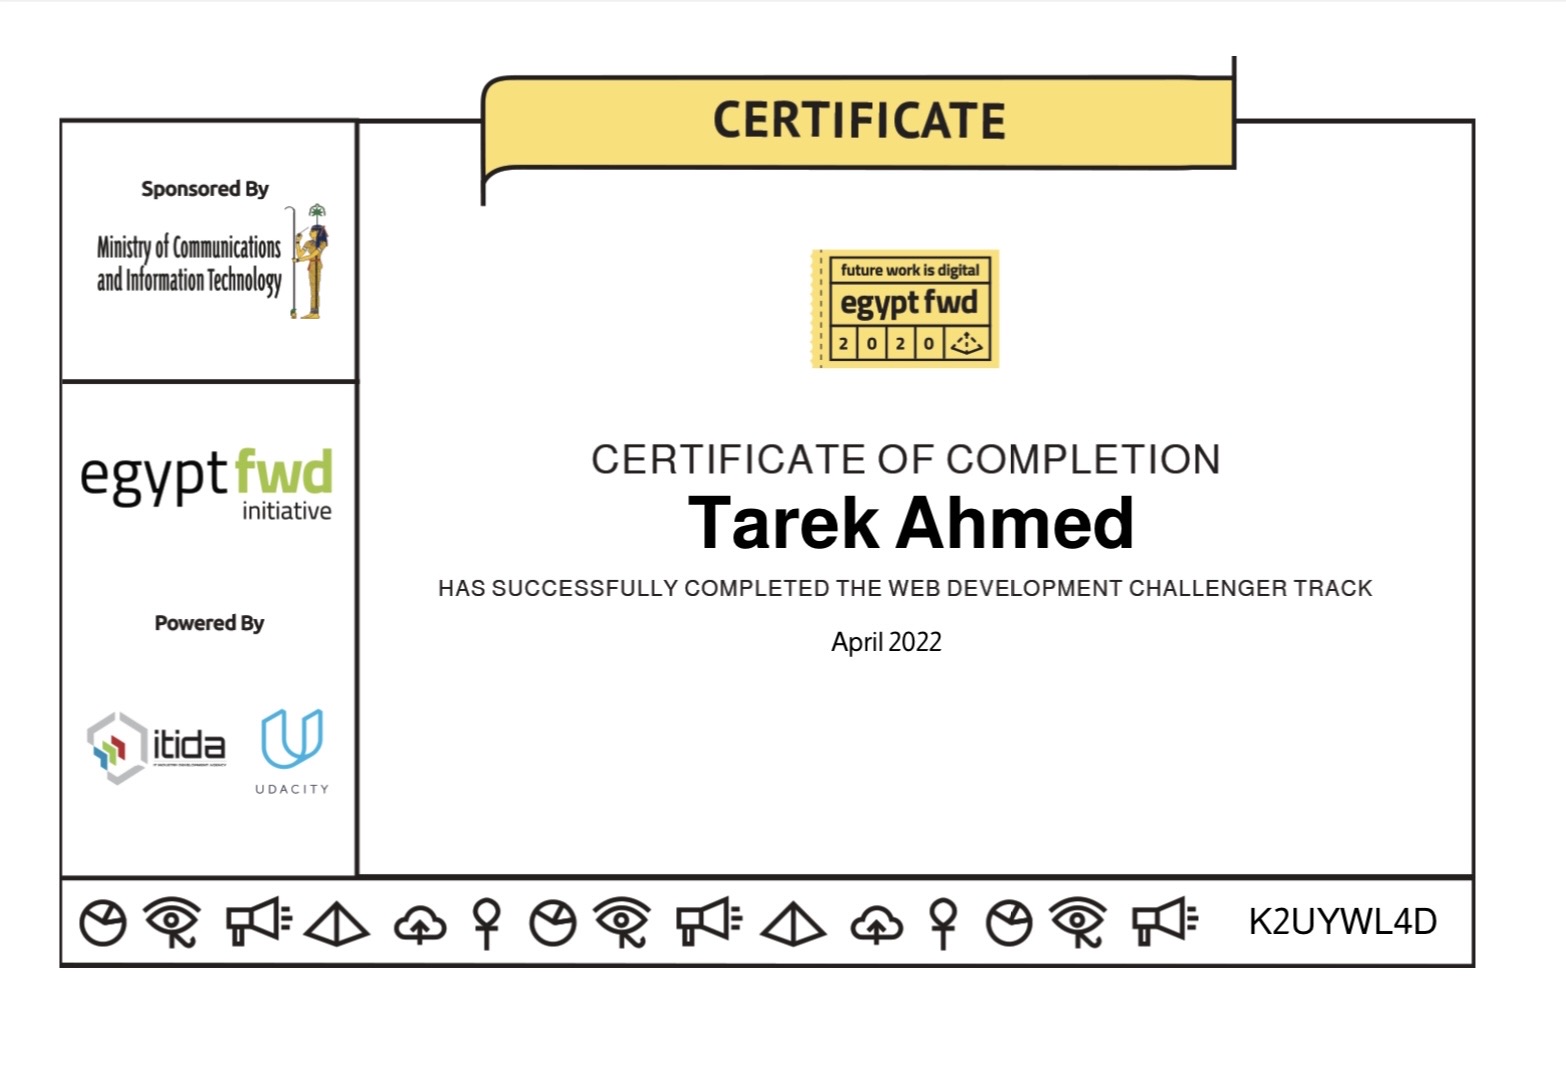 CERTIFICATE
Sponsored By
Ministry of Communications
and Information Technology
egypt fwd
initiative
Powered By
itida
UDACITY
future work is digital
egypt fwd
2 0 2 0
CERTIFICATE OF COMPLETION
Tarek Ahmed
HAS SUCCESSFULLY COMPLETED THE WEB DEVELOPMENT CHALLENGER TRACK
April 2022
K2UYWL4D